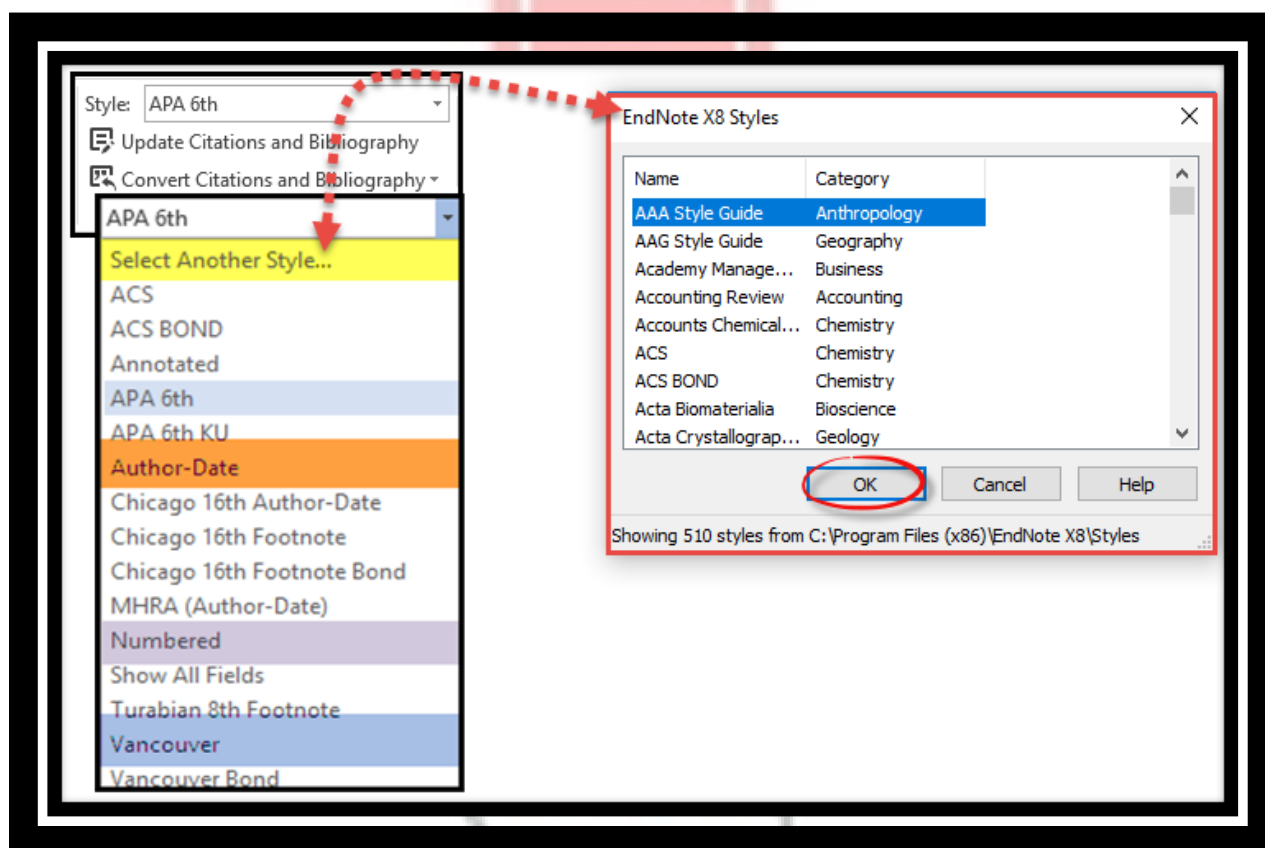 Style: APA 6th
Update Citations and Bibliography
Convert Citations and Bibliography
APA 6th
Select Another Style...
ACS
ACS BOND
Annotated
APA 6th
APA 6th KU
Author-Date
Chicago 16th Author-Date
Chicago 16th Footnote
Chicago 16th Footnote Bond
MHRA (Author-Date)
Numbered
Show All Fields
Turabian 8th Footnote
Vancouver
Vancouver Bond
EndNote X8 Styles
Name Category
AAA Style Guide Anthropology
AAG Style Guide Geography
Academy Manage... Business
Accounting Review Accounting
Accounts Chemical... Chemistry
ACS Chemistry
ACS BOND Chemistry
Acta Biomaterialia Bioscience
Acta Crystallograp... Geology
OK Cancel Help
Showing 510 styles from C:\Program Files (x86)\EndNote X8\Styles